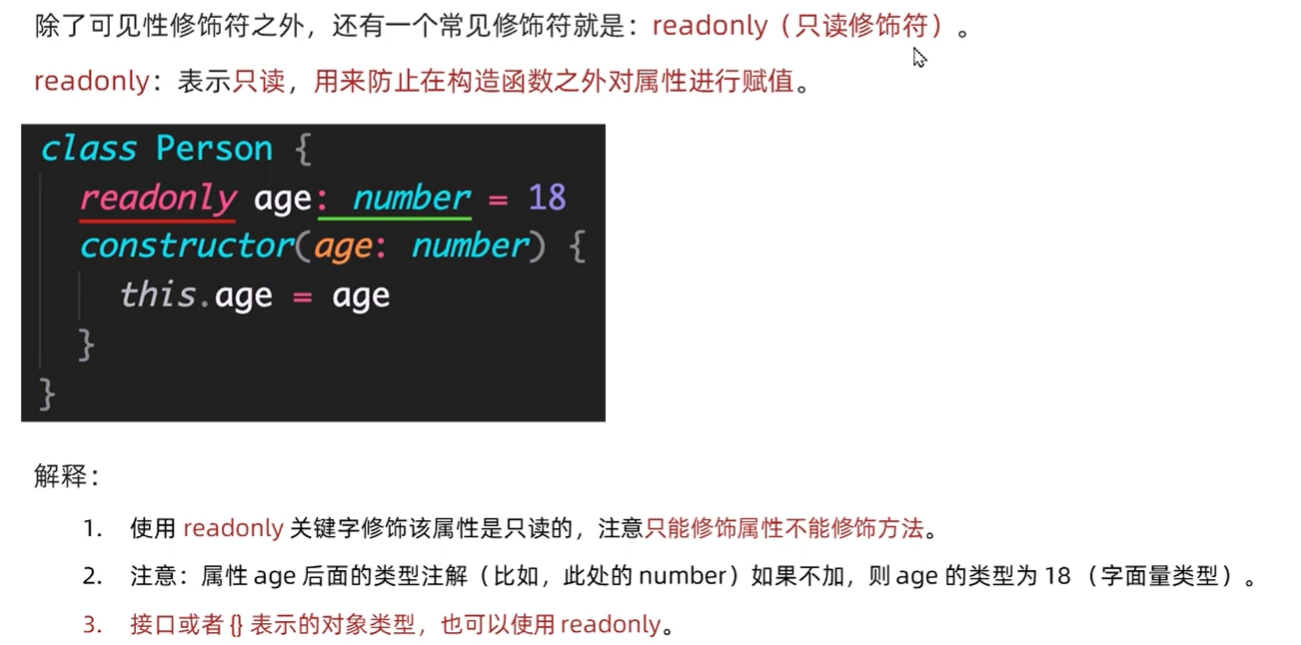 除了可见性修饰符之外，还有一个常见修饰符就是：readonly（只读修饰符）。
readonly：表示只读，用来防止在构造函数之外对属性进行赋值。
class Person {
  readonly age: number = 18
  constructor(age: number) {
    this.age = age
  }
}
解释：
1. 使用 readonly 关键字修饰该属性是只读的，注意只能修饰属性不能修饰方法。
2. 注意：属性 age 后面的类型注解（比如，此处的 number）如果不加，则 age 的类型为 18 （字面量类型）。
3. 接口或者 {} 表示的对象类型，也可以使用 readonly。